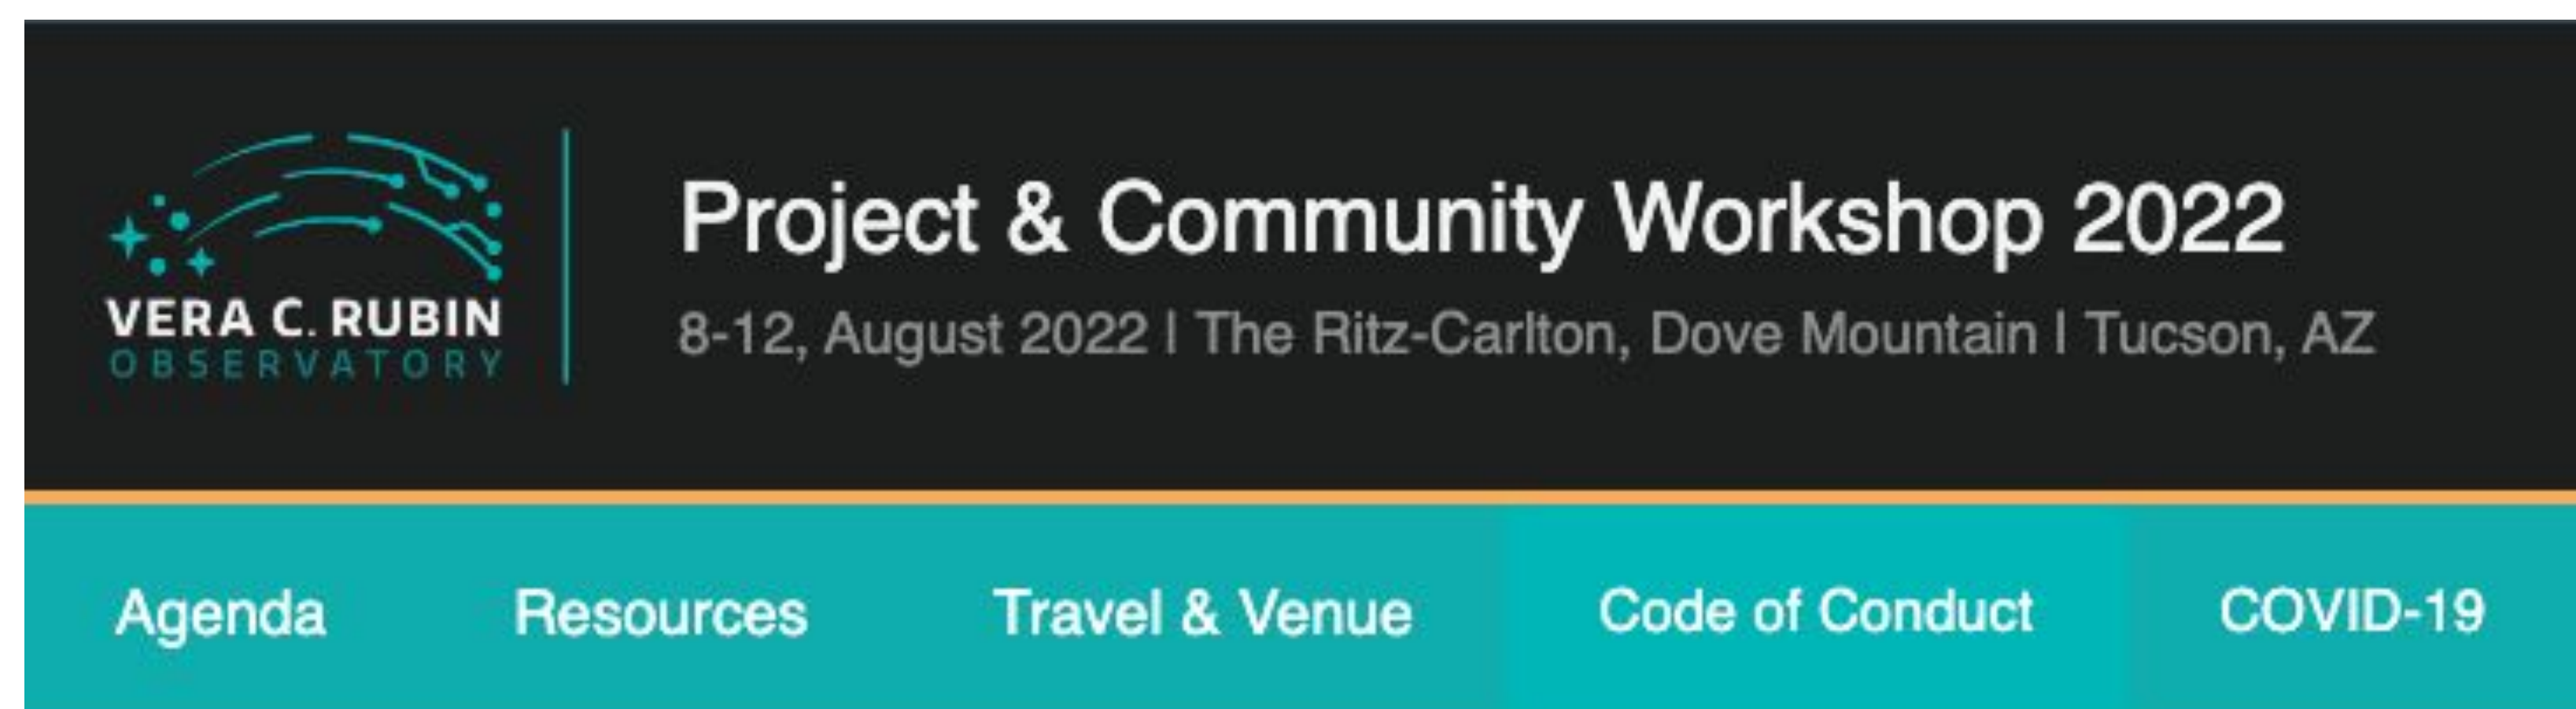 VERA C. RUBIN
OBSERVATORY
Project & Community Workshop 2022
8-12, August 2022 | The Ritz-Carlton, Dove Mountain | Tucson, AZ
Agenda Resources Travel & Venue Code of Conduct COVID-19